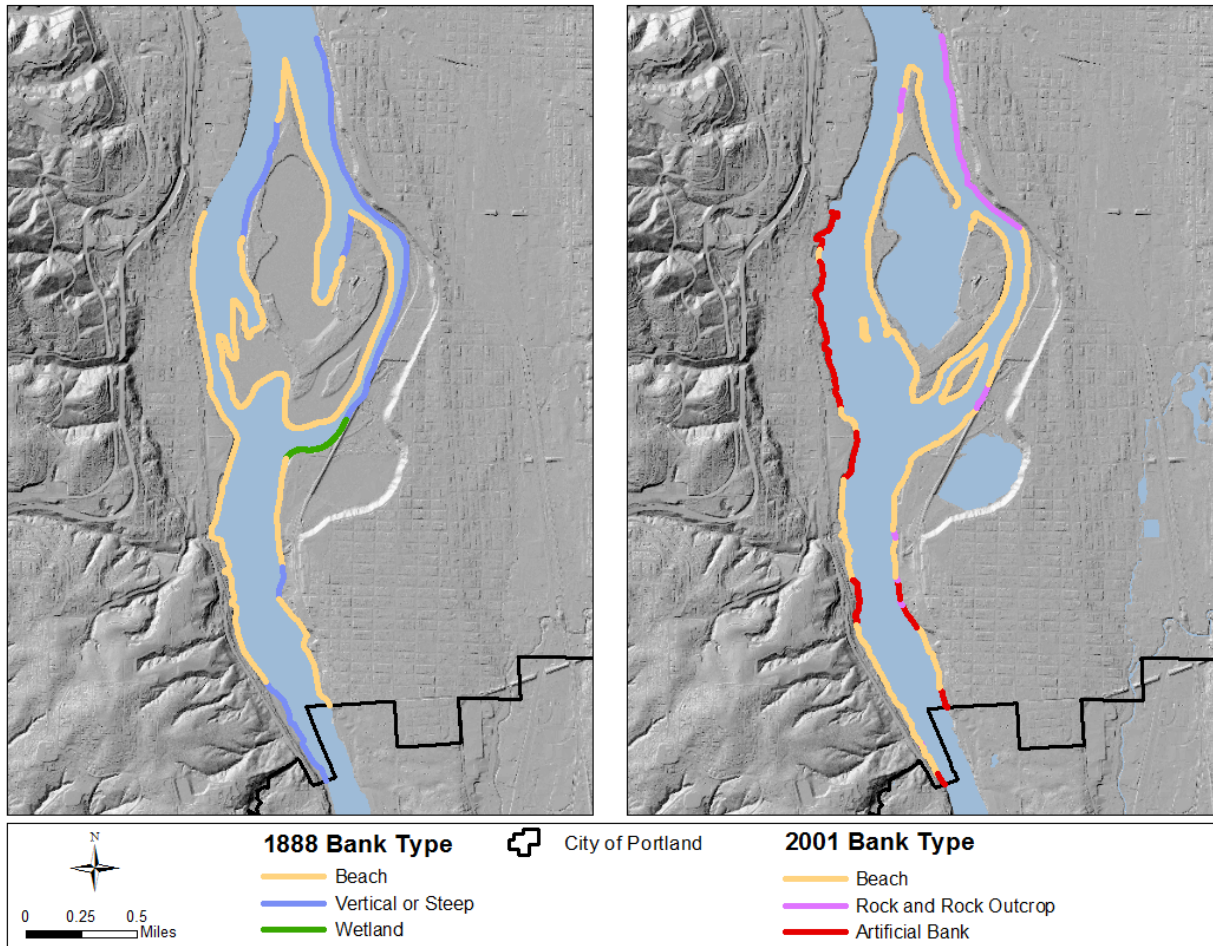 N
0 0.25 0.5
Miles
1888 Bank Type
Beach
Vertical or Steep
Wetland
City of Portland
2001 Bank Type
Beach
Rock and Rock Outcrop
Artificial Bank